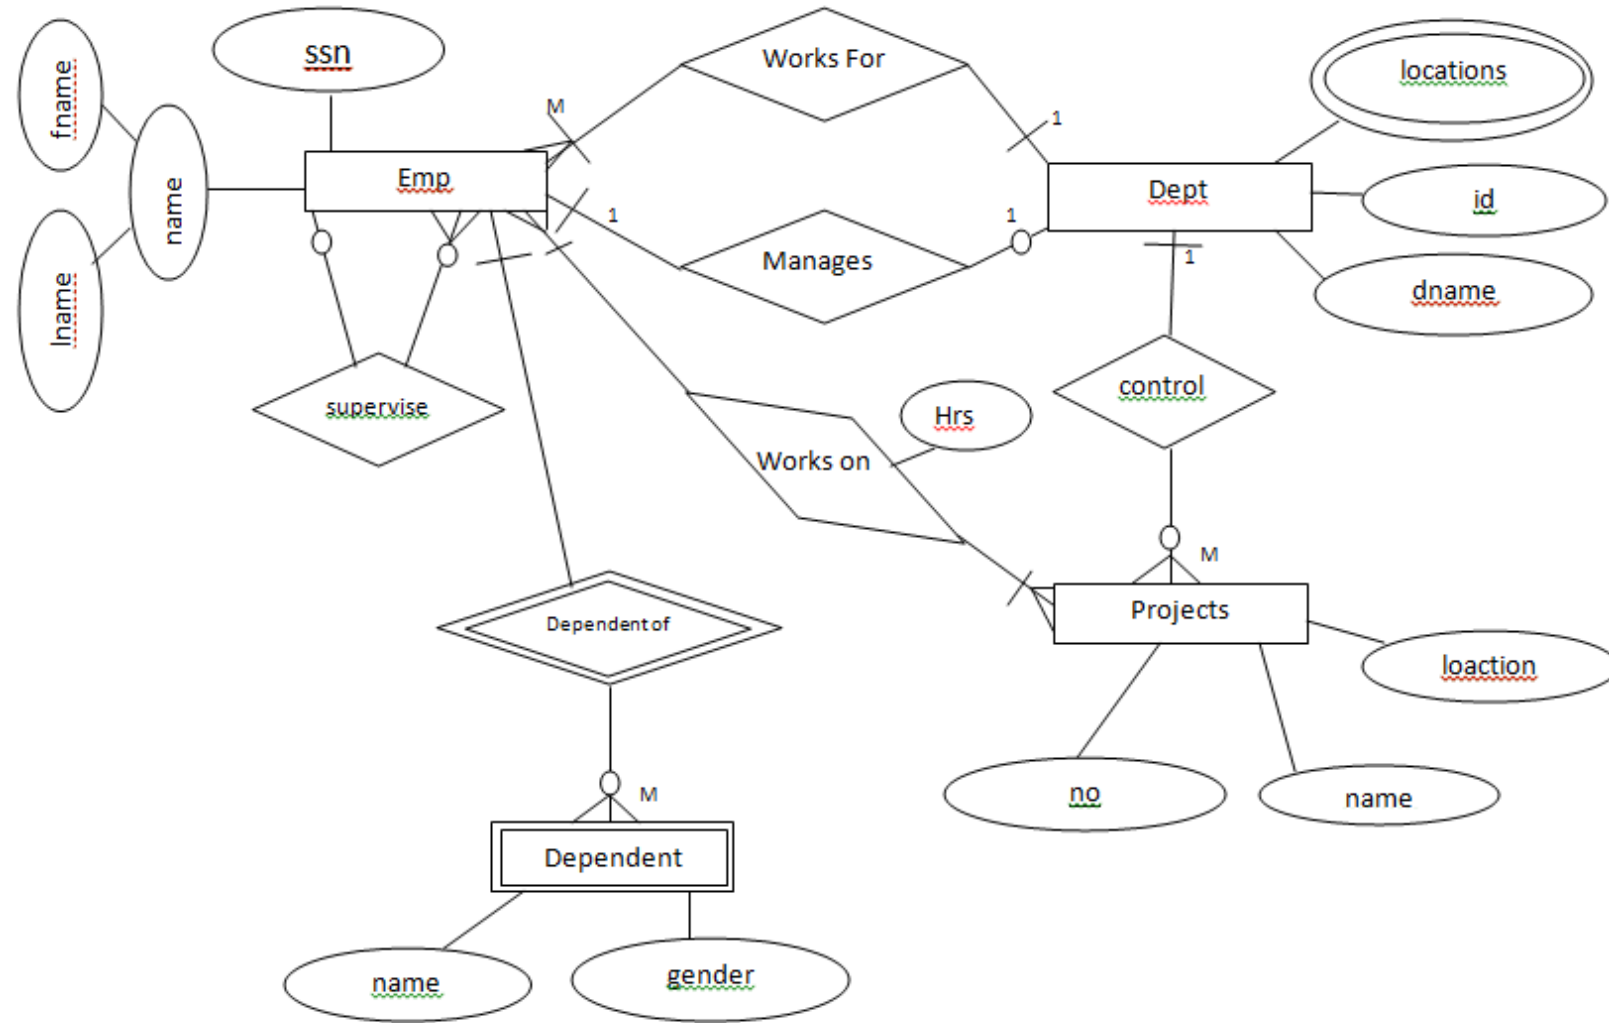 ssn
fname
name
lname
Emp
M
Works For
1
locations
Dept
id
dname
1
Manages
1
1
supervise
control
Hrs
Works on
M
Projects
loaction
no
name
Dependent of
M
Dependent
name
gender